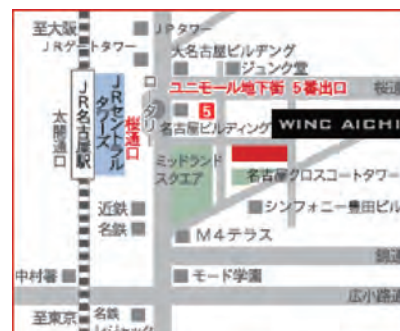 至大阪
JPタワー
JRゲートタワー
大名古屋ビルヂング
ジュンク堂
ユニモール地下街 5番出口
桜通
JR名古屋駅
JRセントラルタワーズ
桜通口
太閤通口
ロータリー
5
名古屋ビルディング
WINC AICHI
ミッドランド
スクエア
名古屋クロスコートタワー
近鉄
シンフォニー豊田ビル
名鉄
M4テラス
錦通
中村署
モード学園
広小路通
至東京
名鉄
レジャック